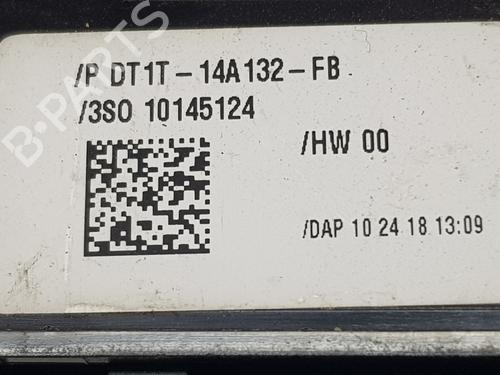 /P DT1T-14A132-FB
/3SO 10145124
/HW 00
/DAP 10 24 18 13:09
B-PARTS